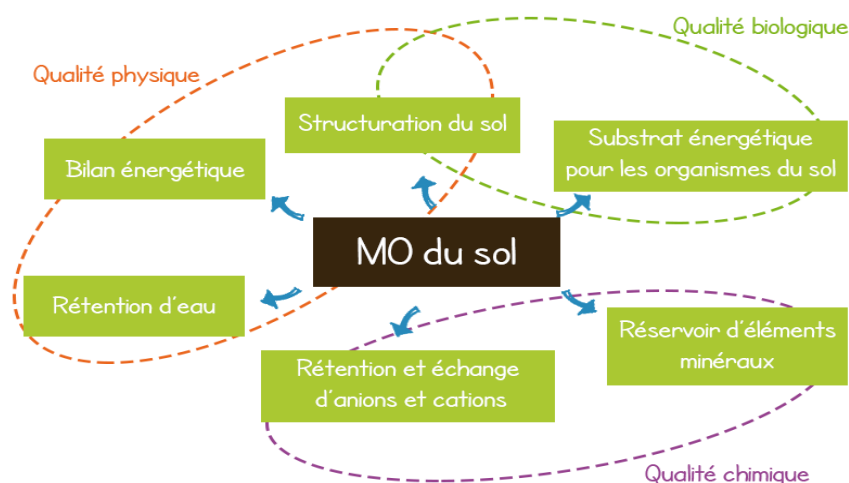 Qualité biologique
Qualité physique
Structuration du sol
Substrat énergétique
pour les organismes du sol
Bilan énergétique
MO du sol
Rétention d'eau
Réservoir d'éléments
minéraux
Rétention et échange
d'anions et cations
Qualité chimique